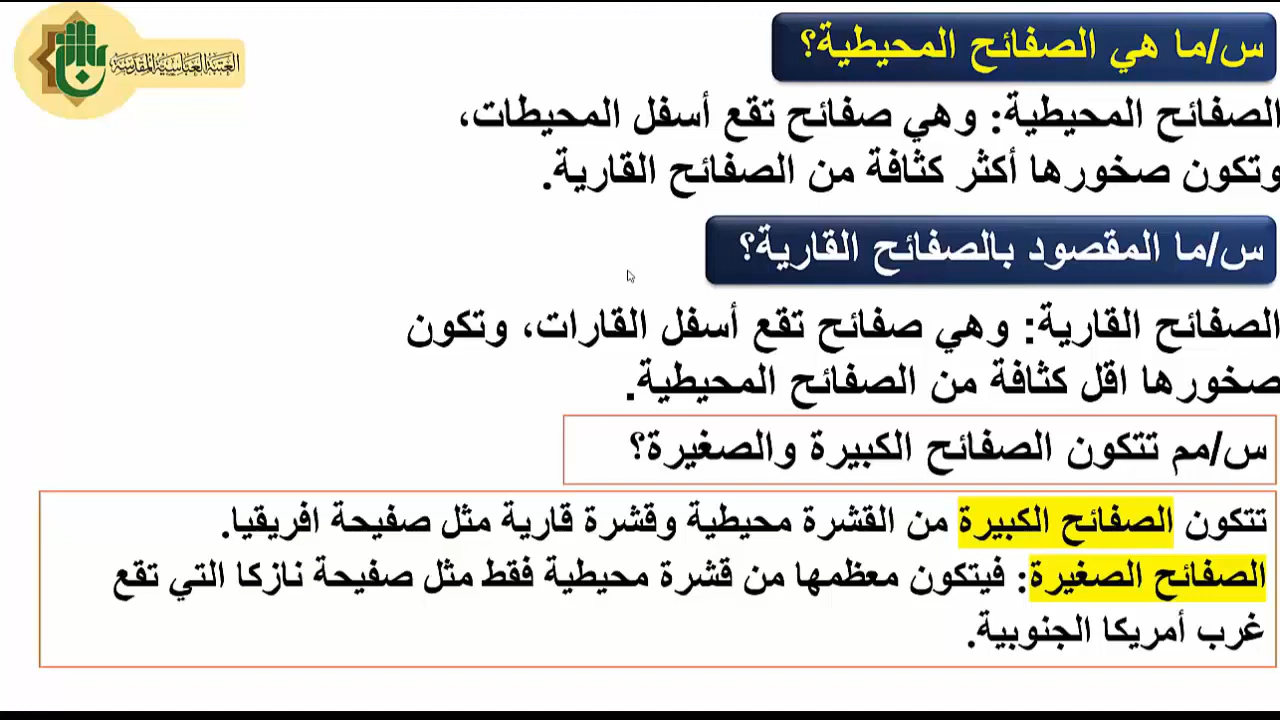 العتبة العباسية المقدسة
س/ما هي الصفائح المحيطية؟
الصفائح المحيطية: وهي صفائح تقع أسفل المحيطات،
وتكون صخورها أكثر كثافة من الصفائح القارية.
س/ما المقصود بالصفائح القارية؟
الصفائح القارية: وهي صفائح تقع أسفل القارات، وتكون
صخورها اقل كثافة من الصفائح المحيطية.
س/مم تتكون الصفائح الكبيرة والصغيرة؟
تتكون الصفائح الكبيرة من القشرة محيطية وقشرة قارية مثل صفيحة افريقيا.
الصفائح الصغيرة: فيتكون معظمها من قشرة محيطية فقط مثل صفيحة نازكا التي تقع
غرب أمريكا الجنوبية.